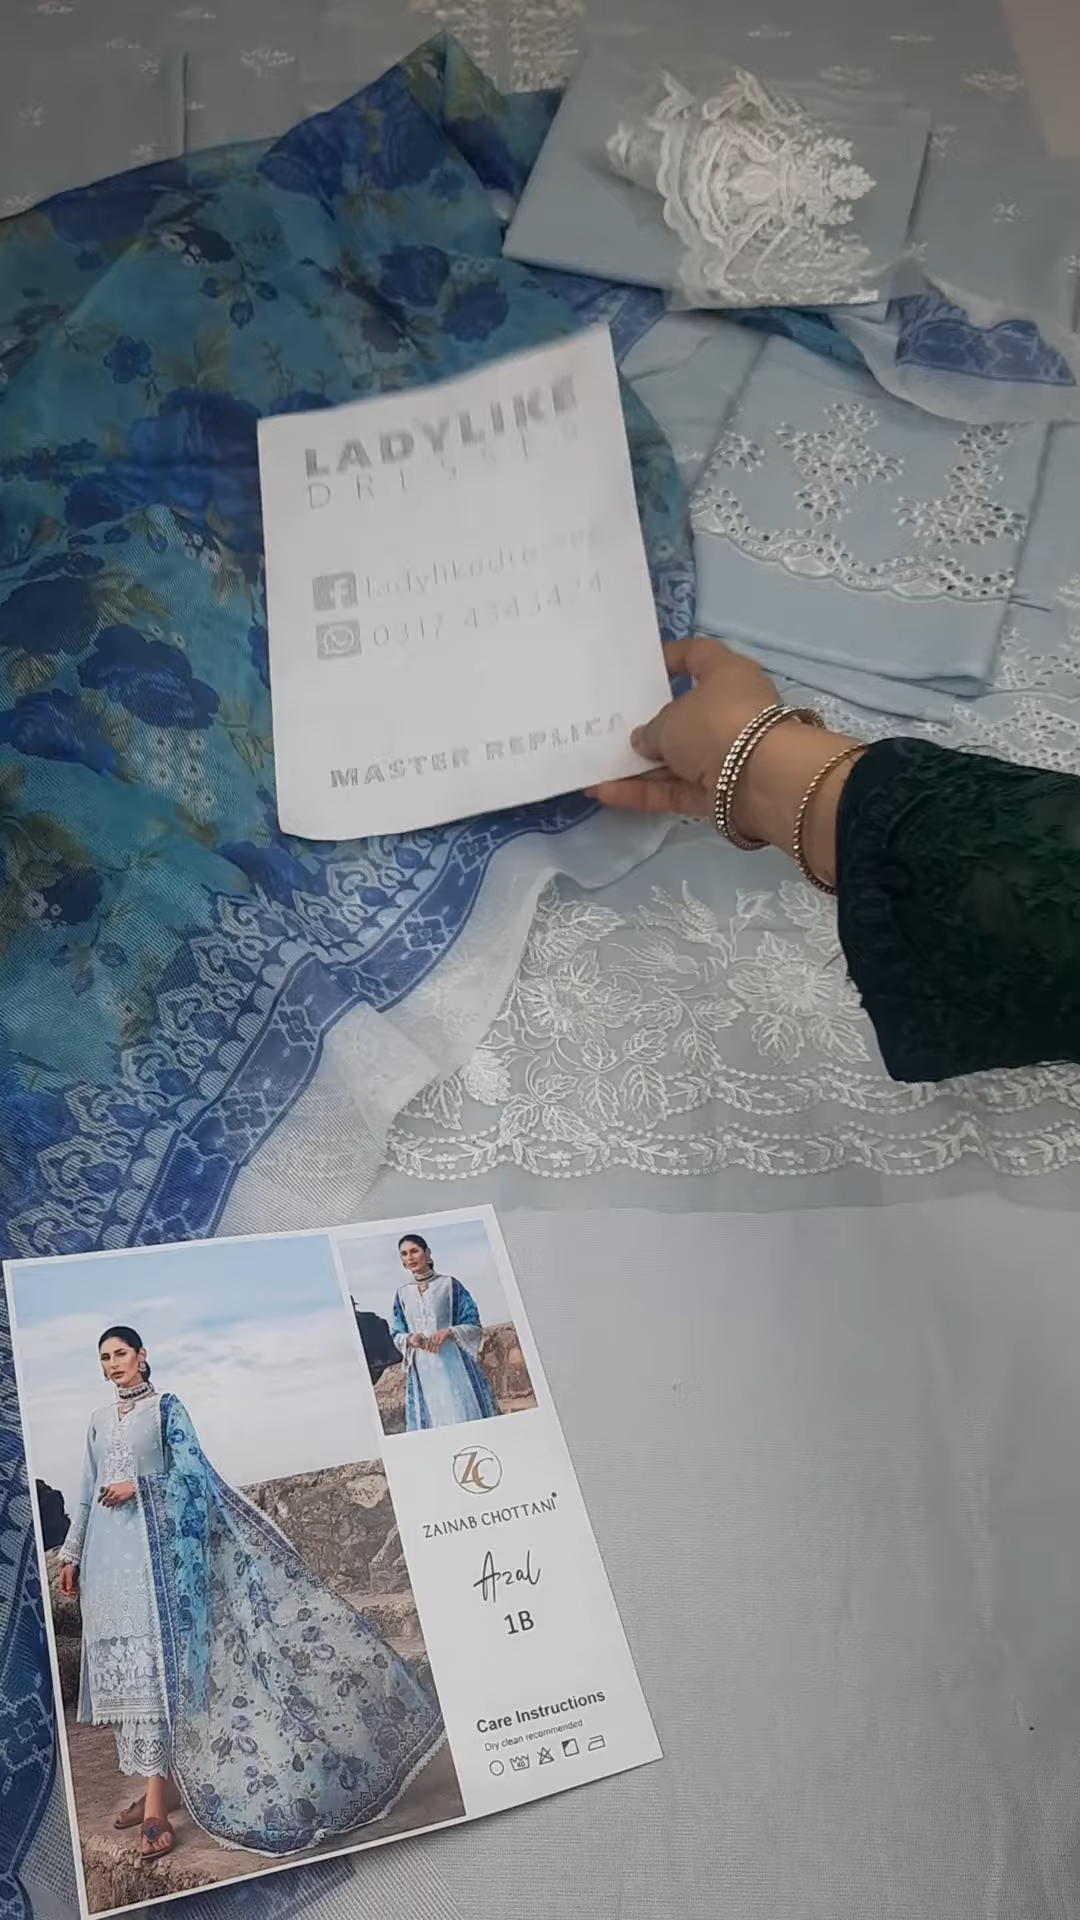 LADYLIKE
DRESSES
MASTER REPLICA
ZC
ZAINAB CHOTTANI
Azal
1B
Care Instructions
Dry clean recommended